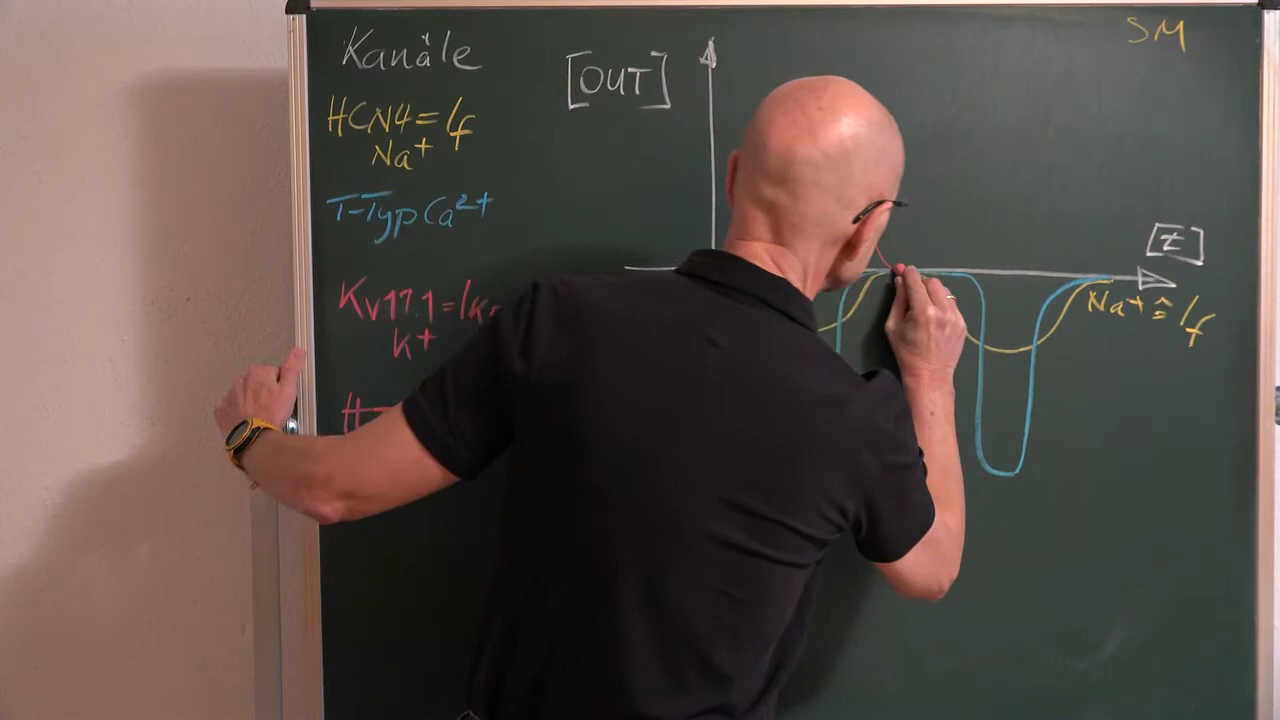 Kanäle
HCN4 = If
Na⁺
T-Typ Ca²⁺
Kv11.1 =
K⁺
[OUT]
SM
[t]
Na⁺ ≙ If